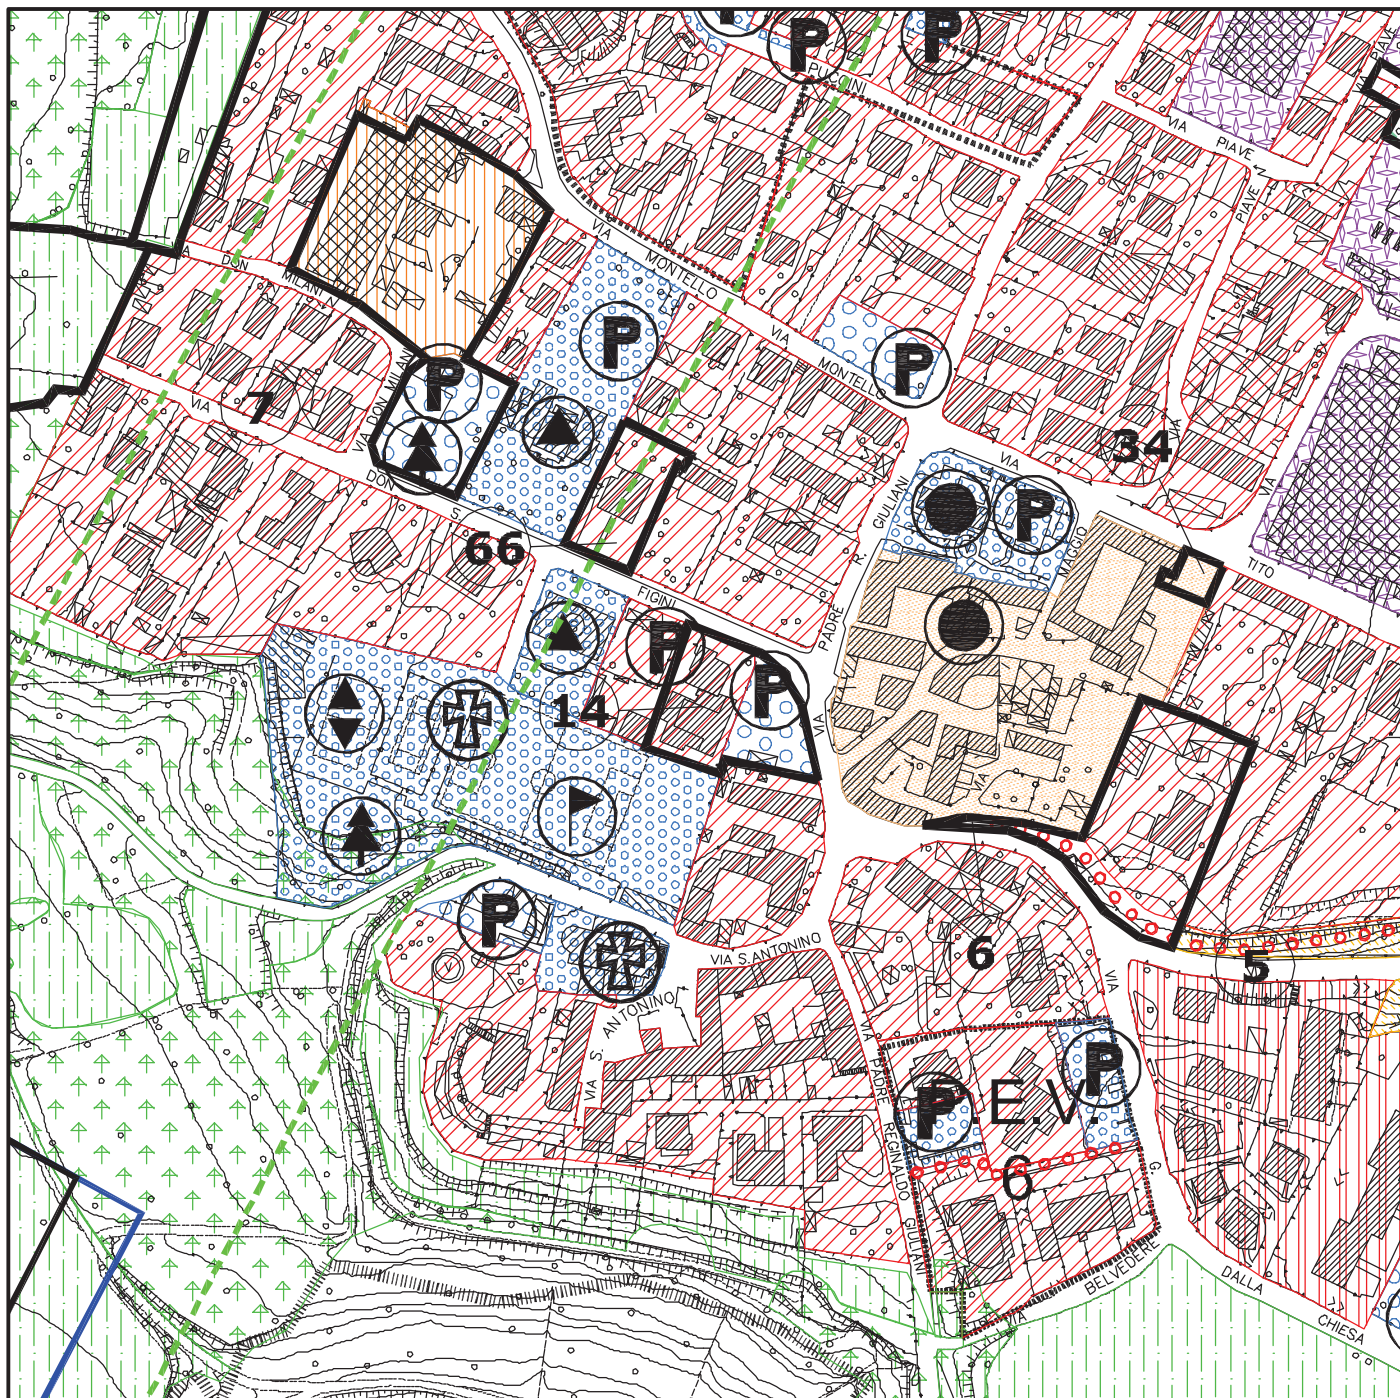 P
P
P
PUCCINI
VIA
PIAVE
PIAVE
VIA
MONTELLO
VIA
MONTELLO
DON
MILANI
P
P
P
VIA DON MILANI
VIA
7
34
VIA
VIA
VIA
DON
S.
66
GIULIANI
R.
PADRE
VIA
P
MAGNO
TITO
FIGINI
P
P
14
VIA
P
VIA S.ANTONINO
6
5
VIA
V
VIA S. ANTONINO
VIA PADRE REGINALDO GIULIANI
P
P
P.E.V.
6
G.
VIA
BELVEDERE
DALLA
CHIESA